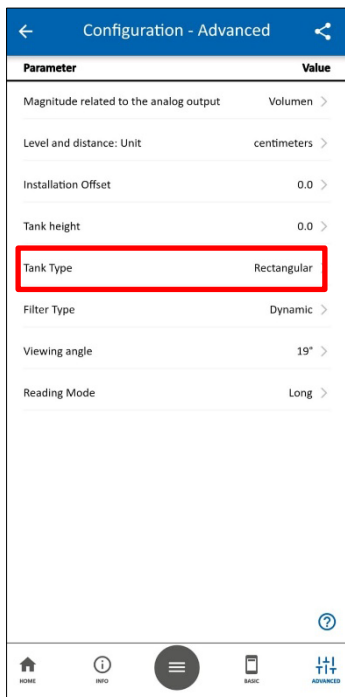 Configuration - Advanced
Parameter Value
Magnitude related to the analog output Volumen
Level and distance: Unit centimeters
Installation Offset 0.0
Tank height 0.0
Tank Type Rectangular
Filter Type Dynamic
Viewing angle 19°
Reading Mode Long
HOME INFO BASIC ADVANCED